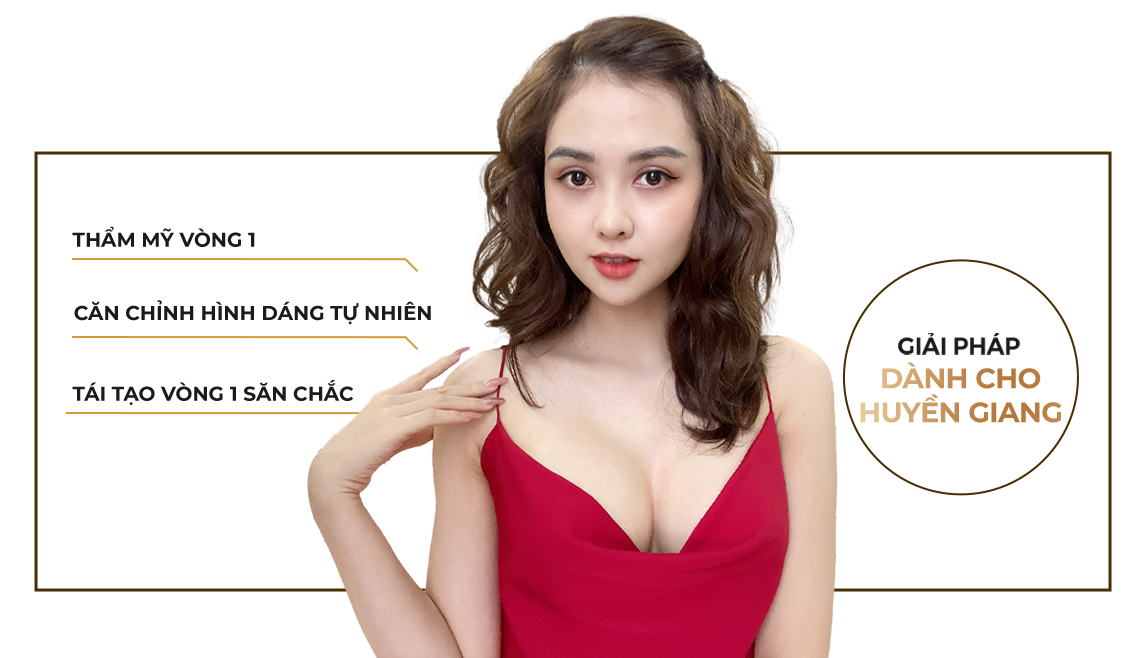 THẨM MỸ VÒNG 1
CĂN CHỈNH HÌNH DÁNG TỰ NHIÊN
TÁI TẠO VÒNG 1 SĂN CHẮC
GIẢI PHÁP
DÀNH CHO
HUYỀN GIANG